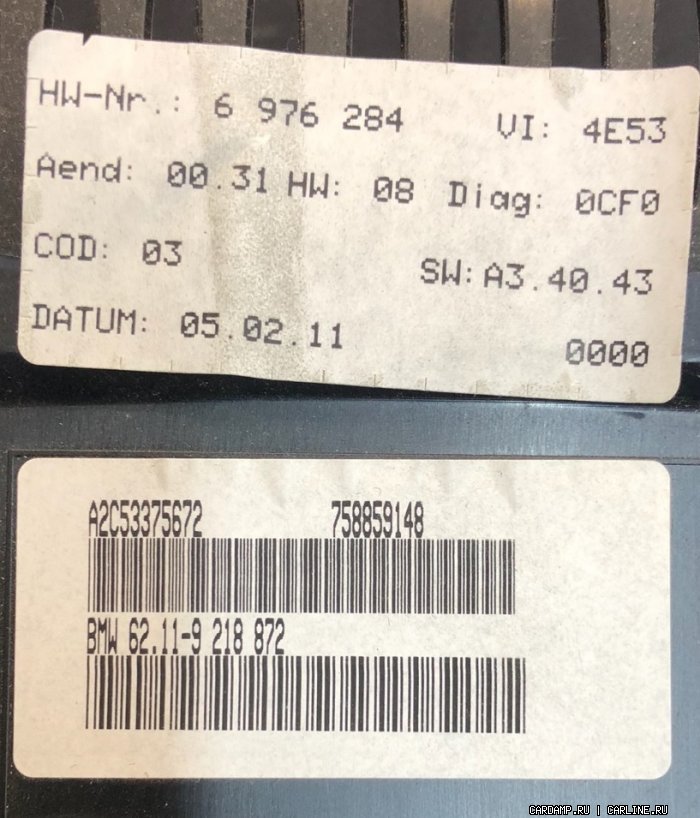 HW-Nr.: 6 976 284 VI: 4E53
Aend: 00.31 HW: 08 Diag: 0CF0
COD: 03 SW: A3.40.43
DATUM: 05.02.11 0000
A2C53375672 758859148
BMW 62.11-9 218 872
CARDAMP.RU | CARLINE.RU